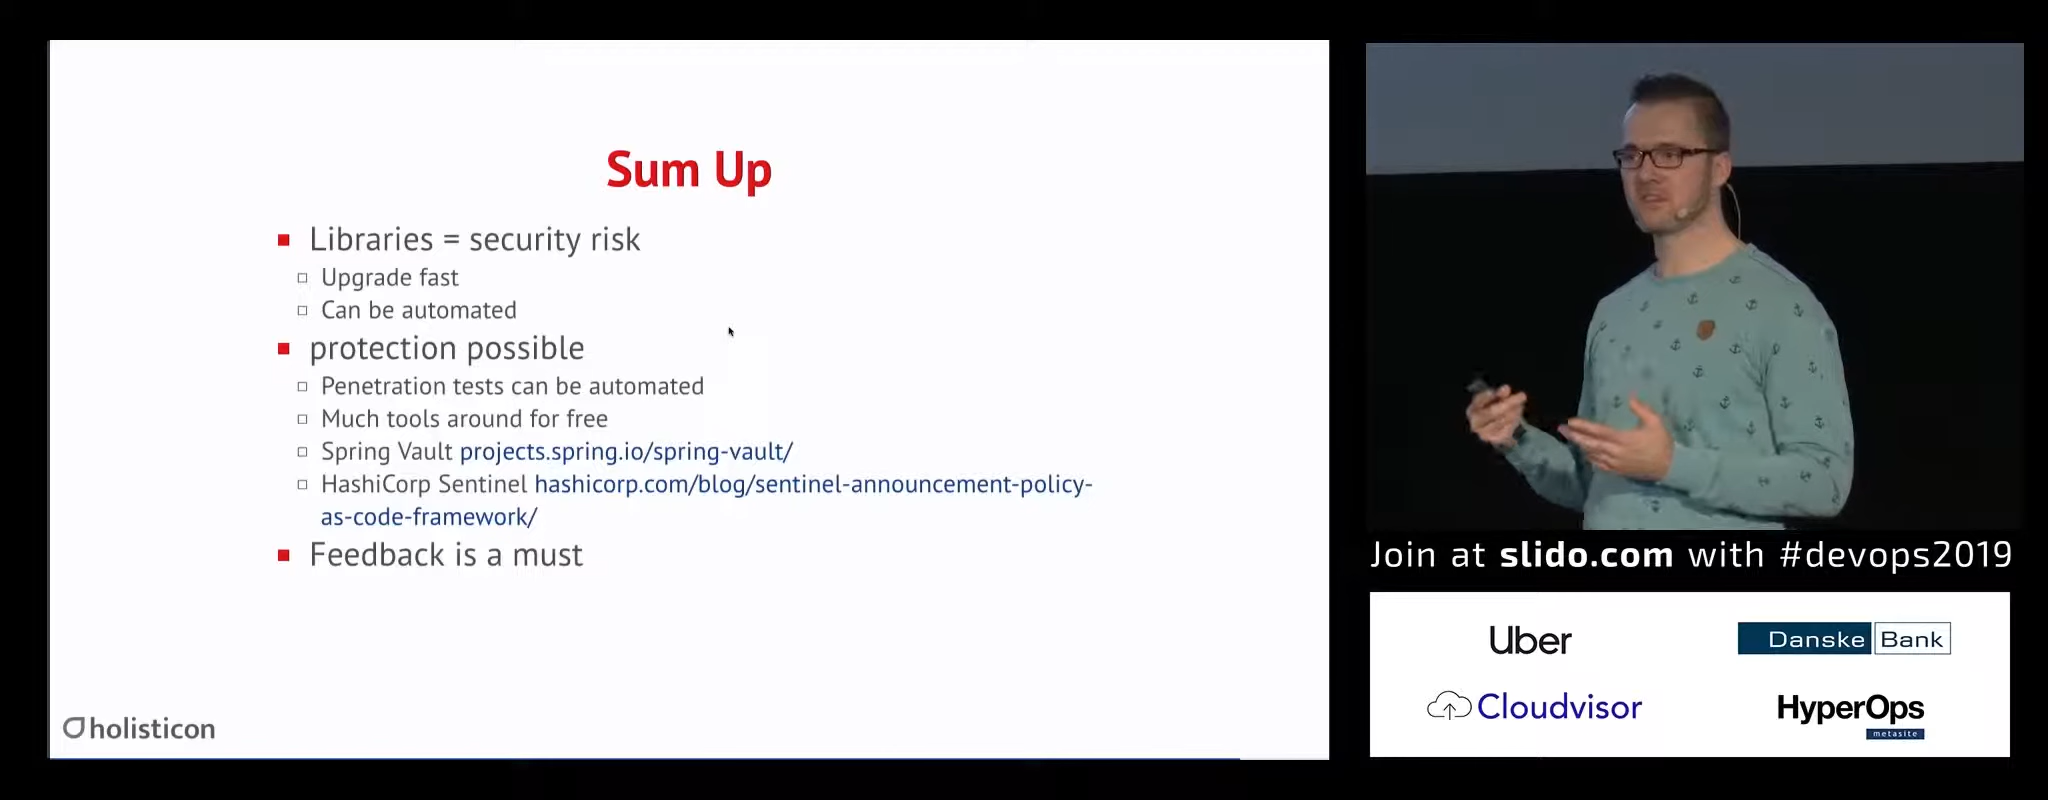 Sum Up
Libraries = security risk
Upgrade fast
Can be automated
protection possible
Penetration tests can be automated
Much tools around for free
Spring Vault projects.spring.io/spring-vault/
HashiCorp Sentinel hashicorp.com/blog/sentinel-announcement-policy-
as-code-framework/
Feedback is a must
holisticon
Join at slido.com with #devops2019
Uber
Danske Bank
Cloudvisor
HyperOps
metasite